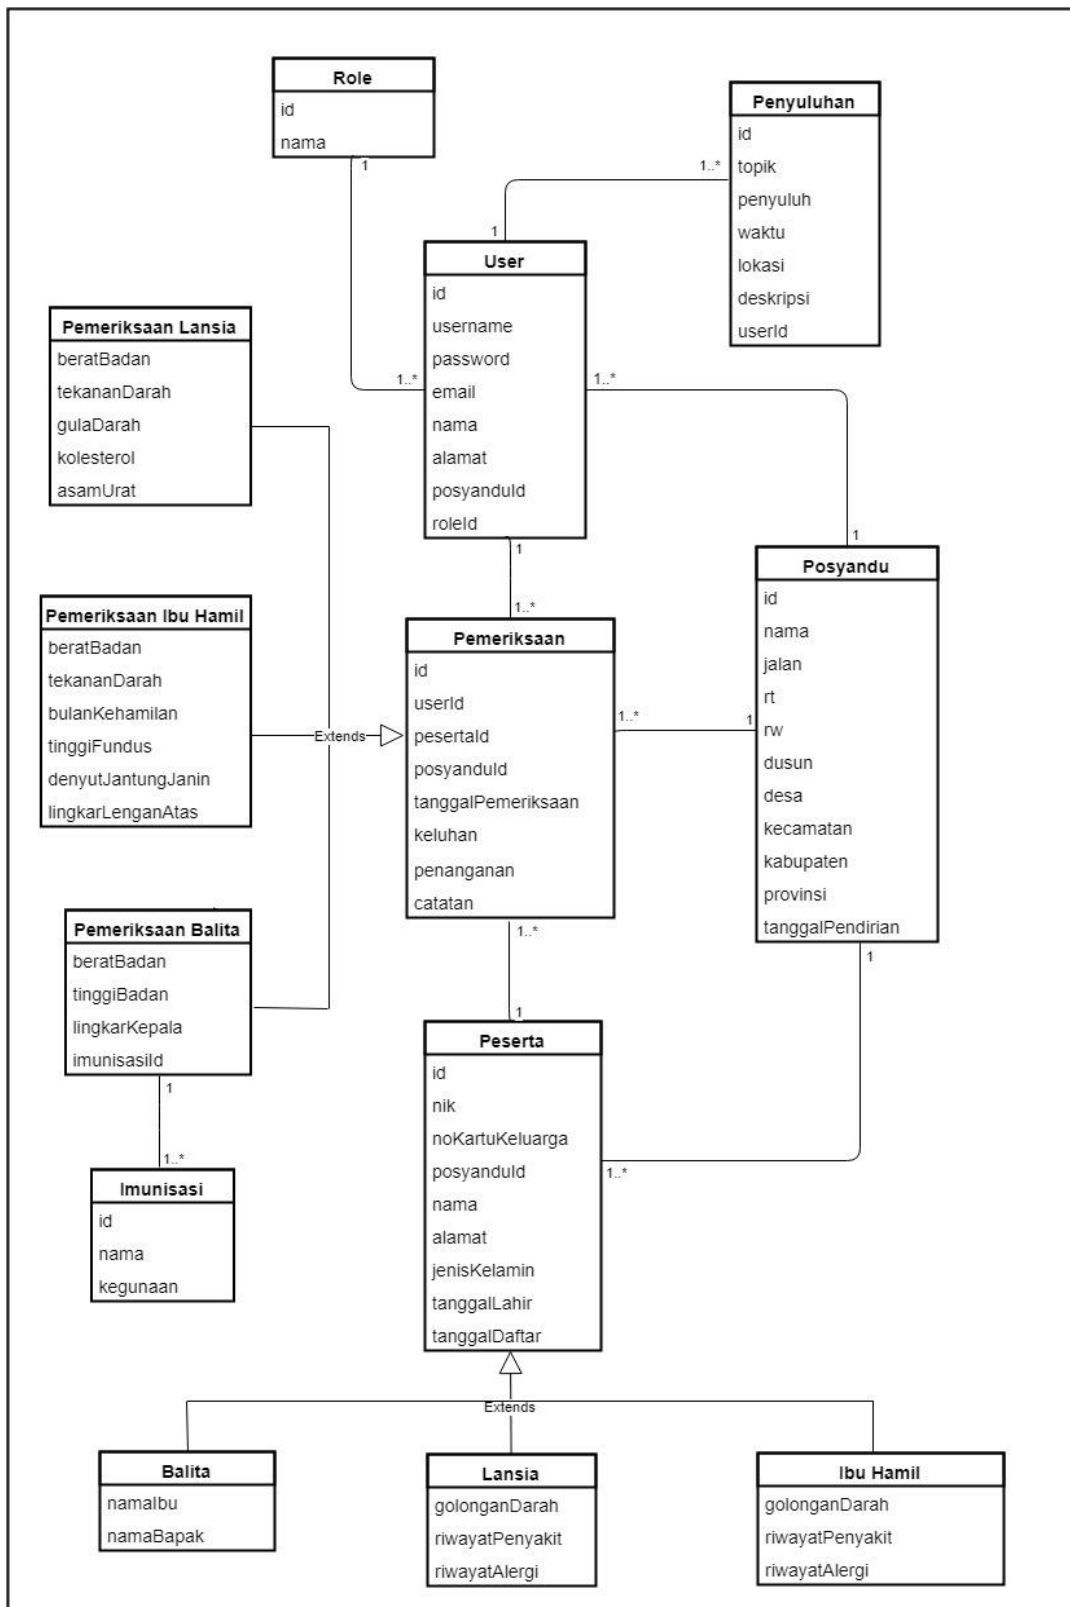 Role
id
nama
1
Penyuluhan
id
topik
penyuluh
waktu
lokasi
deskripsi
userId
1..*
1
User
id
username
password
email
nama
alamat
posyanduId
roleId
1..*
1..*
1
1
1..*
Pemeriksaan Lansia
beratBadan
tekananDarah
gulaDarah
kolesterol
asamUrat
Pemeriksaan Ibu Hamil
beratBadan
tekananDarah
bulanKehamilan
tinggiFundus
denyutJantungJanin
lingkarLenganAtas
Extends
Pemeriksaan
id
userId
pesertaId
posyanduId
tanggalPemeriksaan
keluhan
penanganan
catatan
1..*
1
Posyandu
id
nama
jalan
rt
rw
dusun
desa
kecamatan
kabupaten
provinsi
tanggalPendirian
1..*
1
1
Pemeriksaan Balita
beratBadan
tinggiBadan
lingkarKepala
imunisasiId
1
1..*
Imunisasi
id
nama
kegunaan
Peserta
id
nik
noKartuKeluarga
posyanduId
nama
alamat
jenisKelamin
tanggalLahir
tanggalDaftar
1..*
Extends
Balita
namaIbu
namaBapak
Lansia
golonganDarah
riwayatPenyakit
riwayatAlergi
Ibu Hamil
golonganDarah
riwayatPenyakit
riwayatAlergi